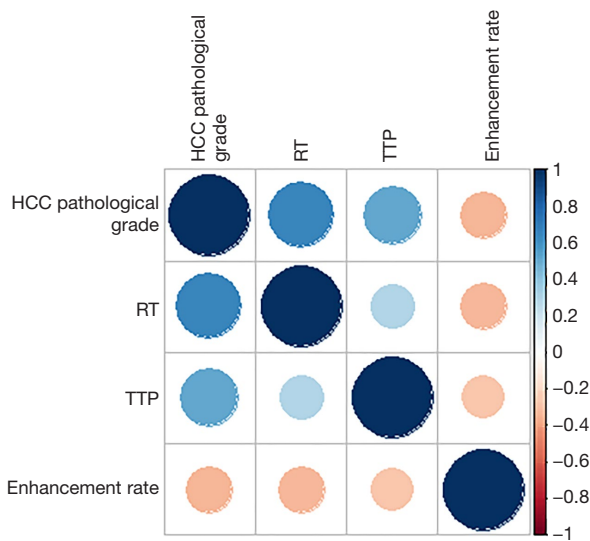 HCC pathological
grade
RT
TTP
Enhancement rate
HCC pathological
grade
RT
TTP
Enhancement rate
1
0.8
0.6
0.4
0.2
0
−0.2
−0.4
−0.6
−0.8
−1